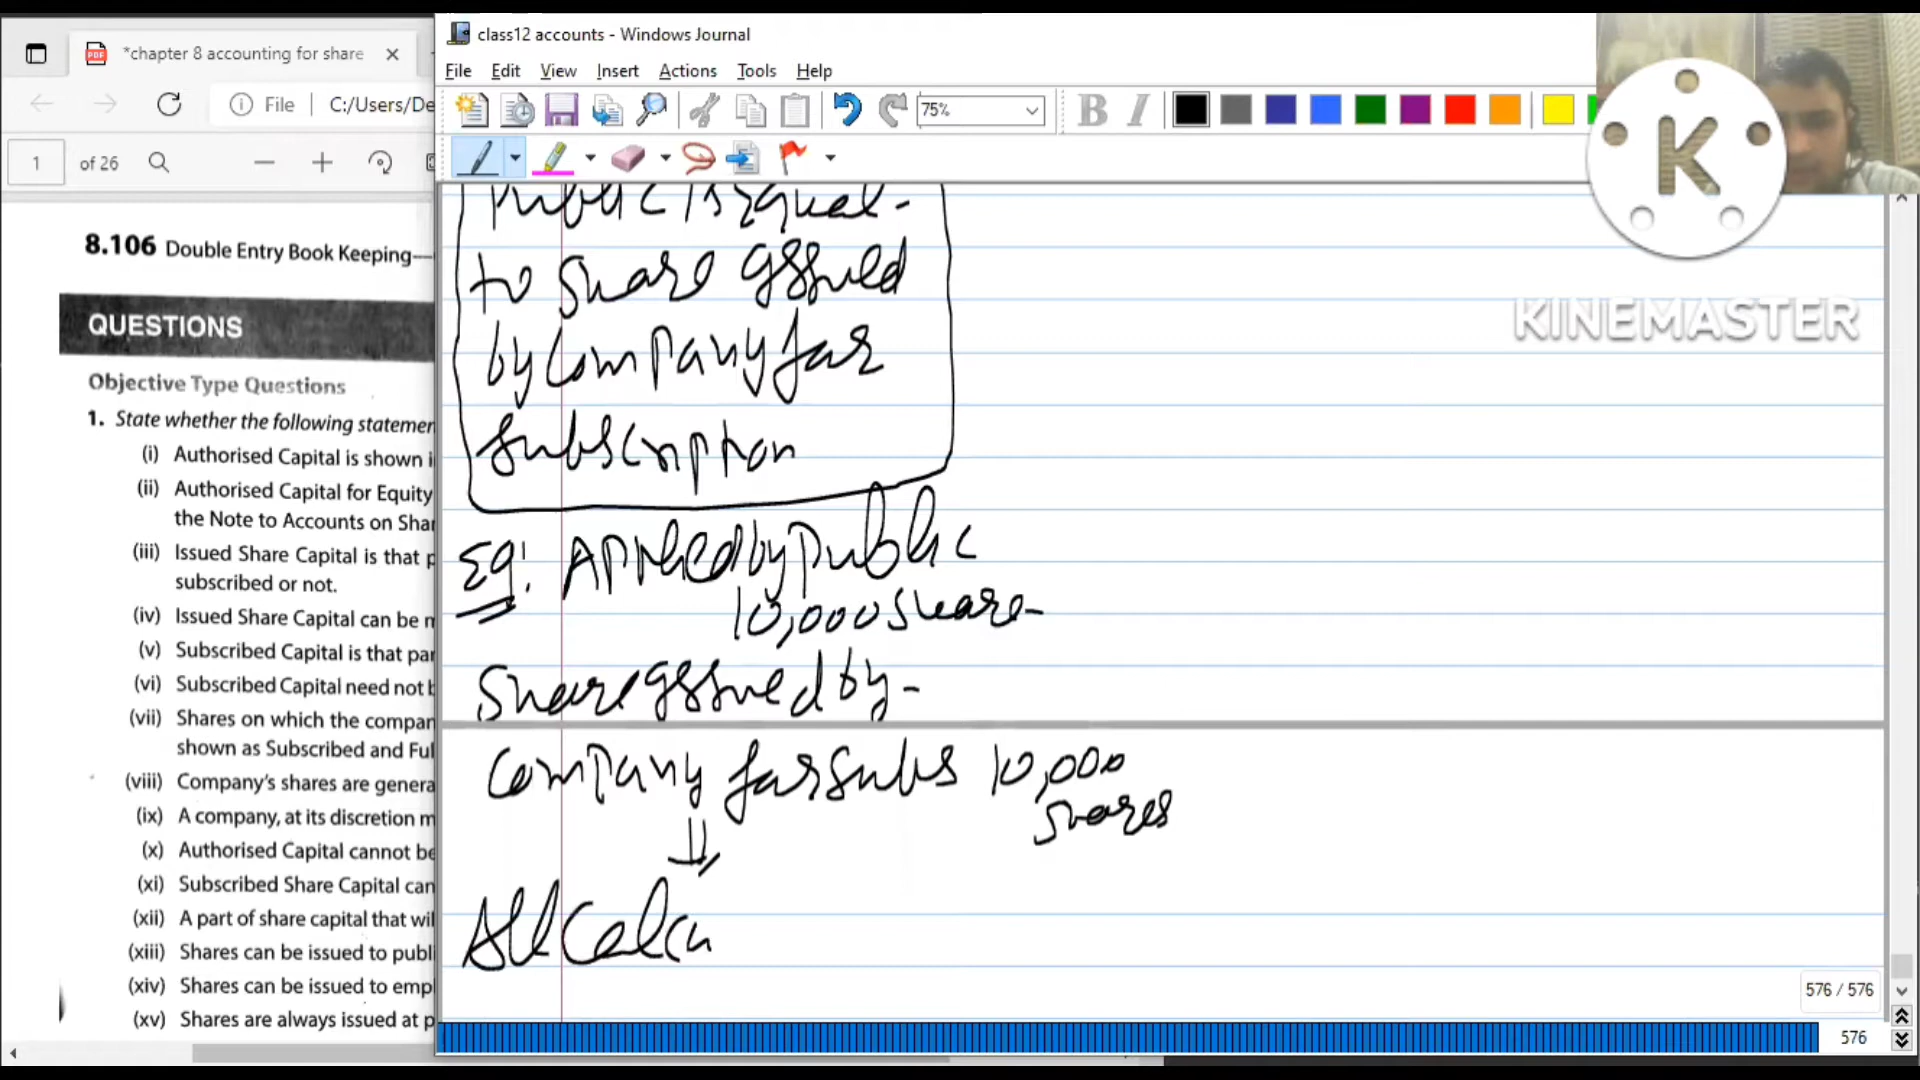 *chapter 8 accounting for share
File C:/Users/De
1 of 26
8.106 Double Entry Book Keeping—
QUESTIONS
Objective Type Questions
1. State whether the following statemen
(i) Authorised Capital is shown i
(ii) Authorised Capital for Equity
the Note to Accounts on Shar
(iii) Issued Share Capital is that p
subscribed or not.
(iv) Issued Share Capital can be n
(v) Subscribed Capital is that par
(vi) Subscribed Capital need not b
(vii) Shares on which the compan
shown as Subscribed and Ful
(viii) Company's shares are genera
(ix) A company, at its discretion m
(x) Authorised Capital cannot be
(xi) Subscribed Share Capital can
(xii) A part of share capital that wil
(xiii) Shares can be issued to publi
(xiv) Shares can be issued to emp
(xv) Shares are always issued at p
class12 accounts - Windows Journal
File Edit View Insert Actions Tools Help
75% B I
Public is equal-
to share issued
by company for
subscription
Eg: Applied by public
10,000 share-
Share issued by-
company for subs 10,000
shares
All Calcu
576 / 576
576
K
KINEMASTER